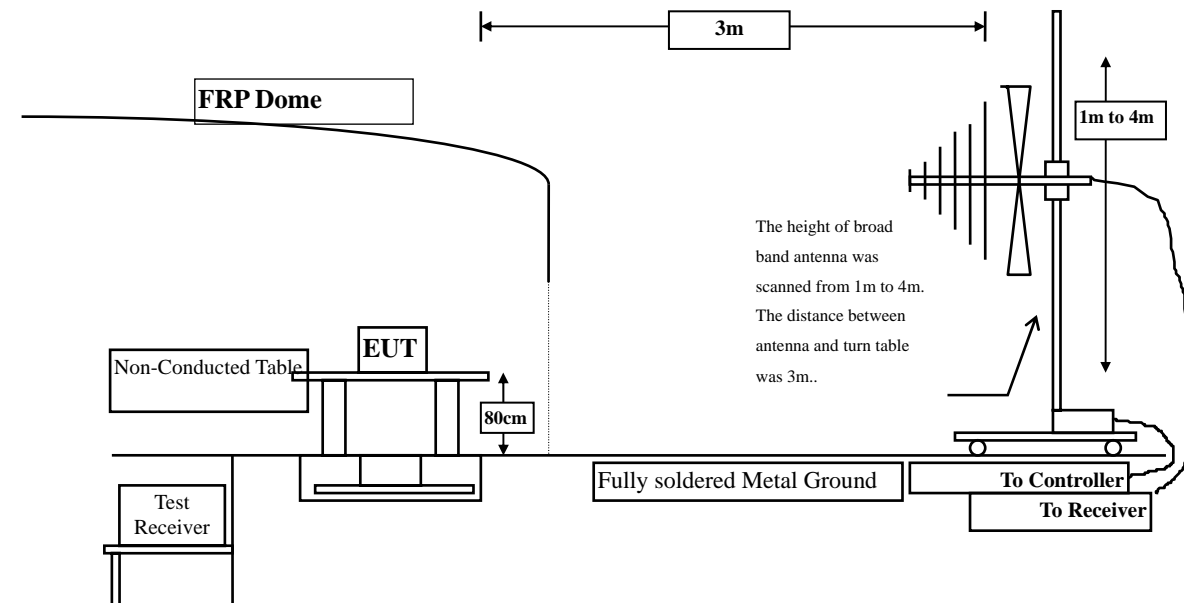 3m
FRP Dome
1m to 4m
The height of broad
band antenna was
scanned from 1m to 4m.
The distance between
antenna and turn table
was 3m..
EUT
Non-Conducted Table
80cm
Fully soldered Metal Ground
To Controller
To Receiver
Test
Receiver